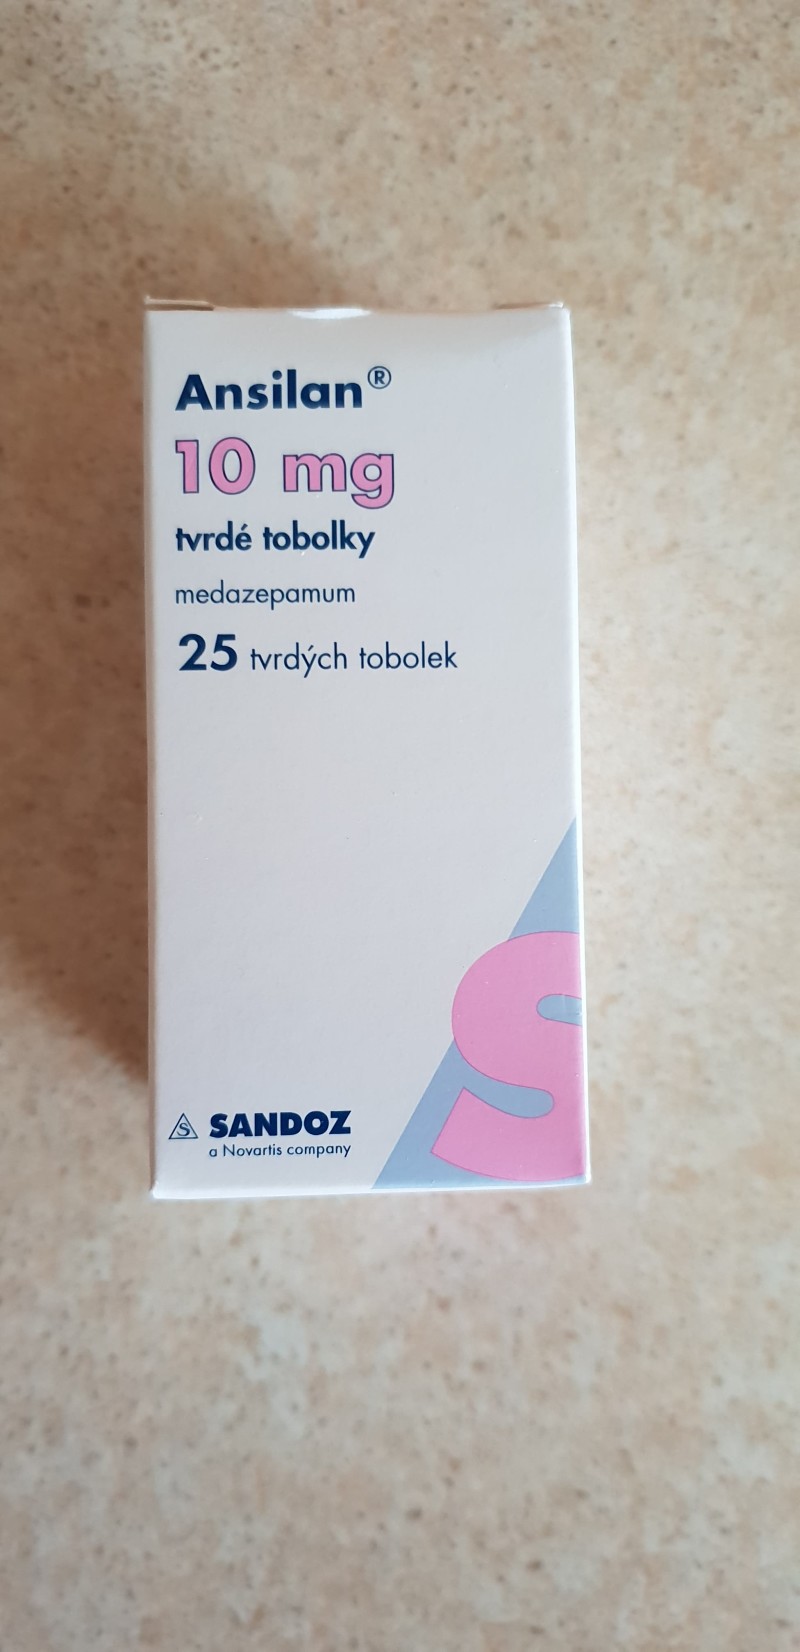 Ansilan®
10 mg
tvrdé tobolky
medazepamum
25 tvrdých tobolek
S SANDOZ
a Novartis company
S